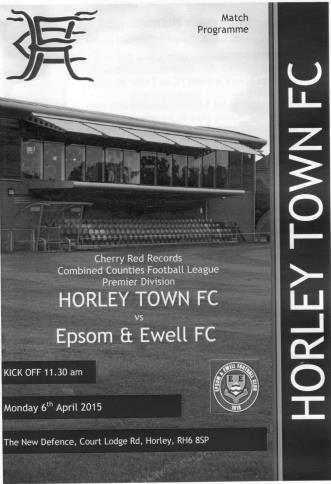 Match
Programme
HORLEY TOWN FC
Cherry Red Records
Combined Counties Football League
Premier Division
HORLEY TOWN FC
vs
Epsom & Ewell FC
KICK OFF 11.30 am
EPSOM & EWELL FOOTBALL CLUB
Monday 6th April 2015
The New Defence, Court Lodge Rd, Horley, RH6 8SP